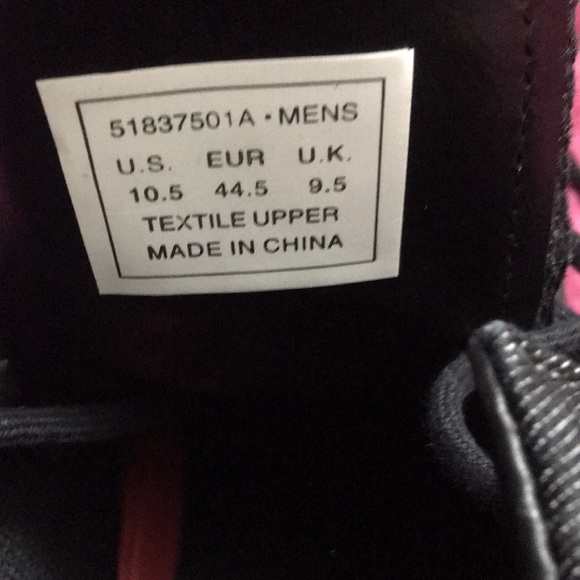 51837501A • MENS
U.S. EUR U.K.
10.5 44.5 9.5
TEXTILE UPPER
MADE IN CHINA